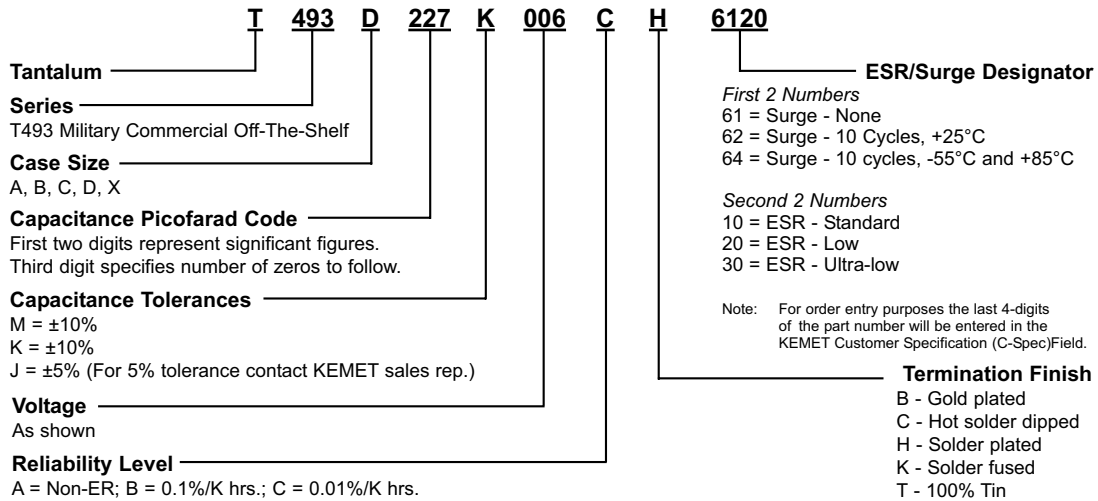 T 493 D 227 K 006 C H 6120
Tantalum
Series
T493 Military Commercial Off-The-Shelf
Case Size
A, B, C, D, X
Capacitance Picofarad Code
First two digits represent significant figures.
Third digit specifies number of zeros to follow.
Capacitance Tolerances
M = ±10%
K = ±10%
J = ±5% (For 5% tolerance contact KEMET sales rep.)
Voltage
As shown
Reliability Level
A = Non-ER; B = 0.1%/K hrs.; C = 0.01%/K hrs.
ESR/Surge Designator
First 2 Numbers
61 = Surge - None
62 = Surge - 10 Cycles, +25°C
64 = Surge - 10 cycles, -55°C and +85°C
Second 2 Numbers
10 = ESR - Standard
20 = ESR - Low
30 = ESR - Ultra-low
Note: For order entry purposes the last 4-digits
of the part number will be entered in the
KEMET Customer Specification (C-Spec)Field.
Termination Finish
B - Gold plated
C - Hot solder dipped
H - Solder plated
K - Solder fused
T - 100% Tin